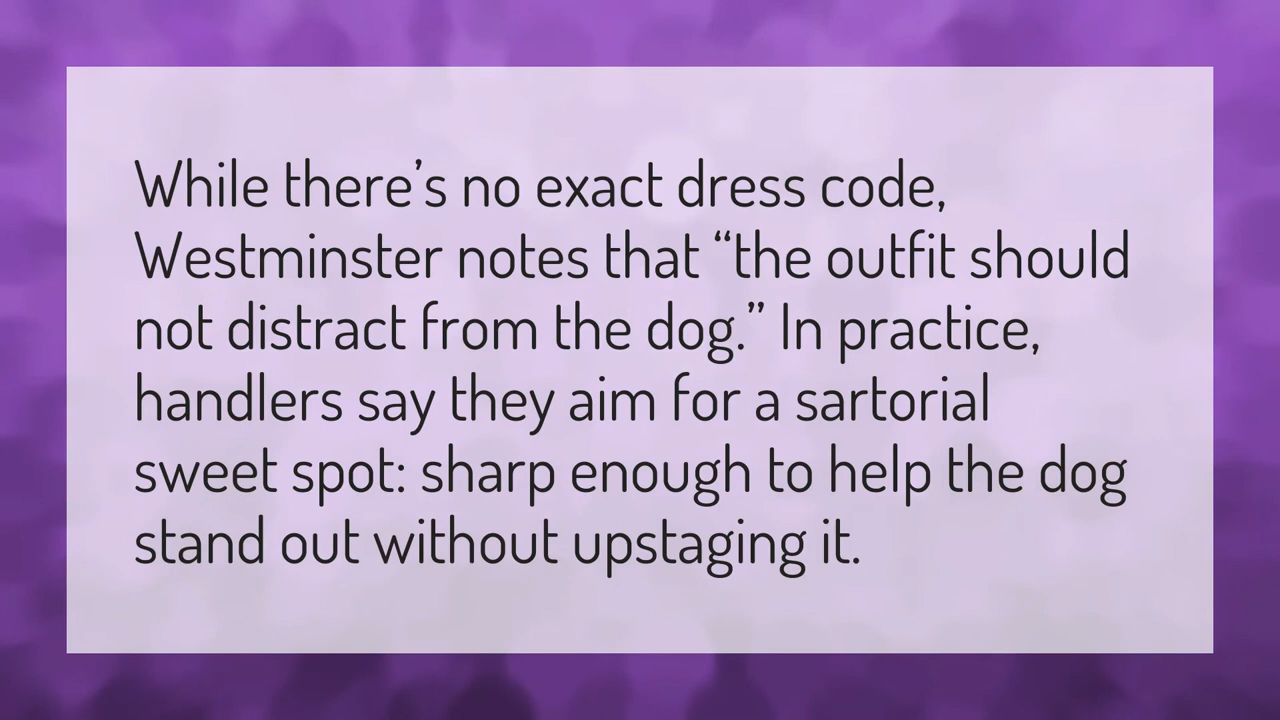 While there’s no exact dress code,
Westminster notes that “the outfit should
not distract from the dog.” In practice,
handlers say they aim for a sartorial
sweet spot: sharp enough to help the dog
stand out without upstaging it.